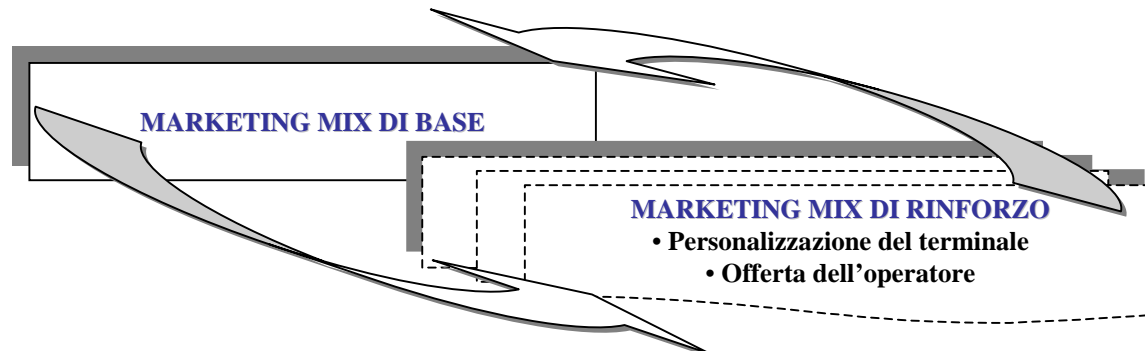 MARKETING MIX DI BASE
MARKETING MIX DI RINFORZO
• Personalizzazione del terminale
• Offerta dell’operatore